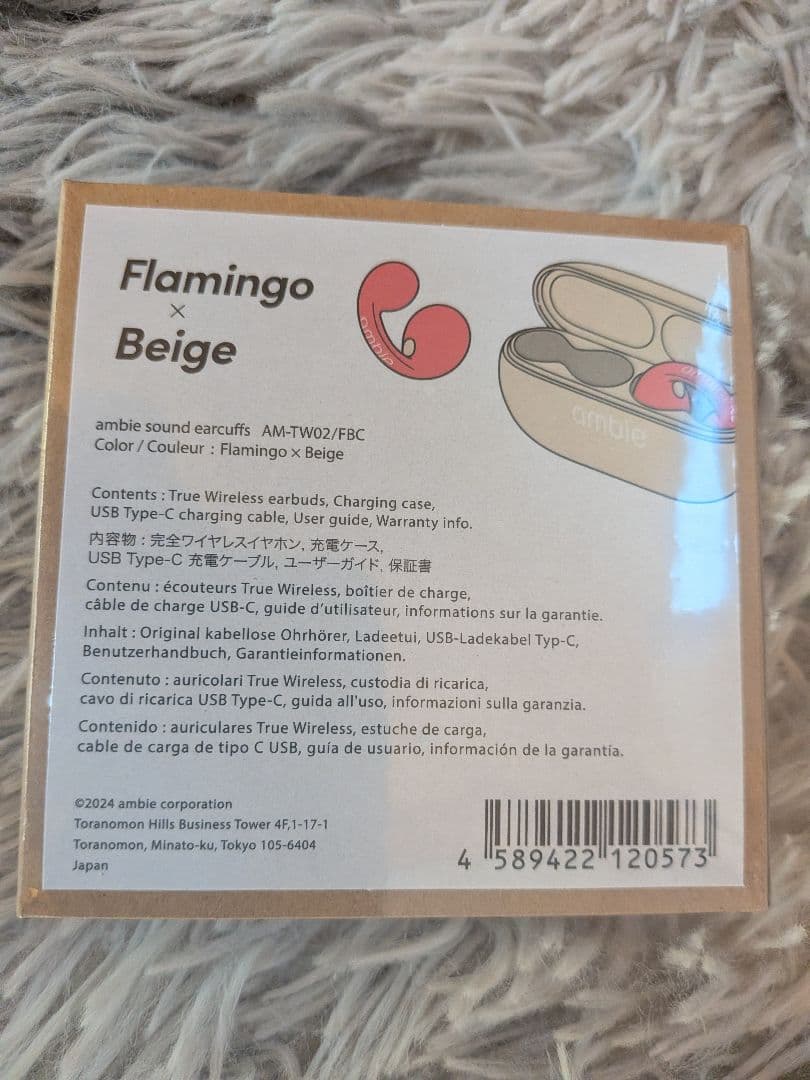 Flamingo
×
Beige
ambie
ambie
ambie
ambie sound earcuffs AM-TW02/FBC
Color / Couleur : Flamingo × Beige
Contents : True Wireless earbuds, Charging case,
USB Type-C charging cable, User guide, Warranty info.
内容物 : 完全ワイヤレスイヤホン, 充電ケース,
USB Type-C 充電ケーブル, ユーザーガイド, 保証書
Contenu : écouteurs True Wireless, boîtier de charge,
câble de charge USB-C, guide d'utilisateur, informations sur la garantie.
Inhalt : Original kabellose Ohrhörer, Ladeetui, USB-Ladekabel Typ-C,
Benutzerhandbuch, Garantieinformationen.
Contenuto : auricolari True Wireless, custodia di ricarica,
cavo di ricarica USB Type-C, guida all'uso, informazioni sulla garanzia.
Contenido : auriculares True Wireless, estuche de carga,
cable de carga de tipo C USB, guía de usuario, información de la garantía.
©2024 ambie corporation
Toranomon Hills Business Tower 4F,1-17-1
Toranomon, Minato-ku, Tokyo 105-6404
Japan
4 589422 120573